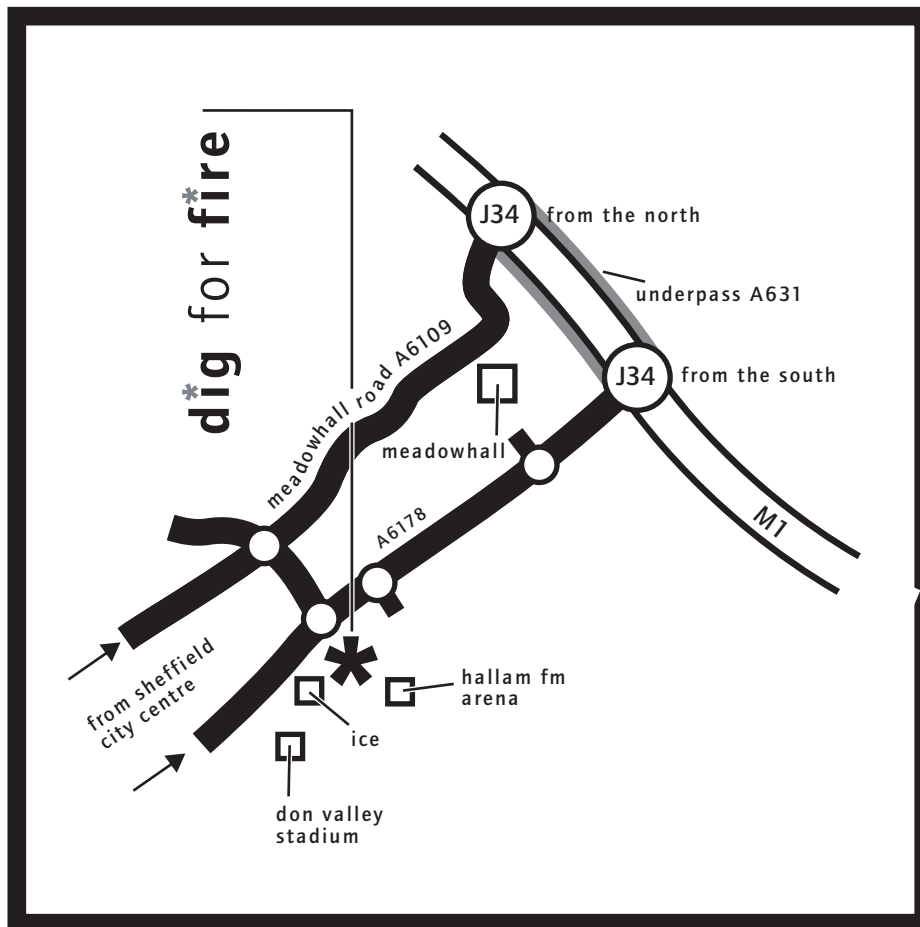 dig for fire
J34
from the north
underpass A631
J34
from the south
meadowhall road A6109
meadowhall
A6178
M1
from sheffield
city centre
hallam fm
arena
ice
don valley
stadium